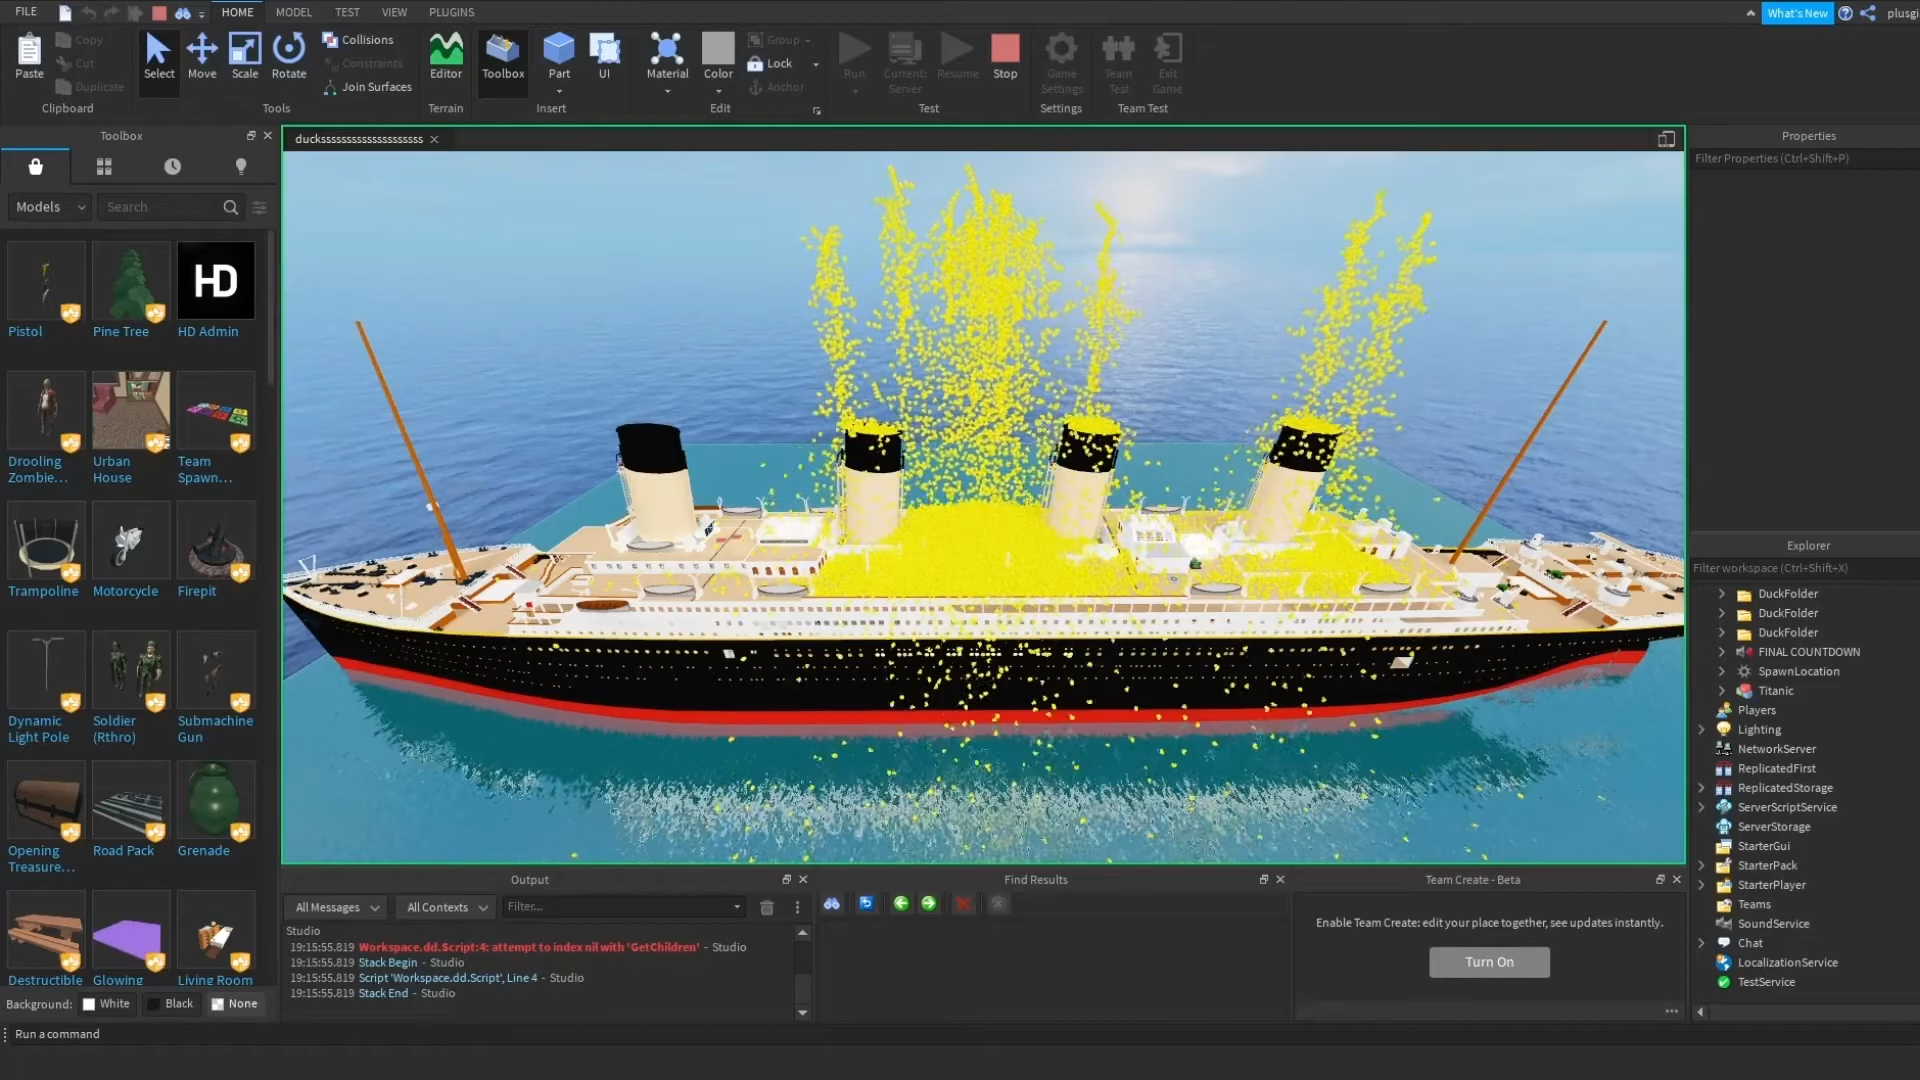 FILE
HOME
MODEL
TEST
VIEW
PLUGINS
What's New
plusgi
Paste
Copy
Cut
Duplicate
Clipboard
Select
Move
Scale
Rotate
Collisions
Constraints
Join Surfaces
Tools
Editor
Terrain
Toolbox
Part
UI
Insert
Material
Color
Group
Lock
Anchor
Edit
Run
Current:
Server
Resume
Stop
Test
Game
Settings
Settings
Team
Test
Exit
Game
Team Test
Toolbox
Models
Search
Pistol
Pine Tree
HD
HD Admin
Drooling
Zombie...
Urban
House
Team
Spawn...
Trampoline
Motorcycle
Firepit
Dynamic
Light Pole
Soldier
(Rthro)
Submachine
Gun
Opening
Treasure...
Road Pack
Grenade
Destructible
Glowing
Living Room
Background:
White
Black
None
Run a command
duckssssssssssssssssssss
Output
All Messages
All Contexts
Filter...
Studio
19:15:55.819 Workspace.dd.Script:4: attempt to index nil with 'GetChildren' - Studio
19:15:55.819 Stack Begin - Studio
19:15:55.819 Script 'Workspace.dd.Script', Line 4 - Studio
19:15:55.819 Stack End - Studio
Find Results
Team Create - Beta
Enable Team Create: edit your place together, see updates instantly.
Turn On
Properties
Filter Properties (Ctrl+Shift+P)
Explorer
Filter workspace (Ctrl+Shift+X)
DuckFolder
DuckFolder
DuckFolder
FINAL COUNTDOWN
SpawnLocation
Titanic
Players
Lighting
NetworkServer
ReplicatedFirst
ReplicatedStorage
ServerScriptService
ServerStorage
StarterGui
StarterPack
StarterPlayer
Teams
SoundService
Chat
LocalizationService
TestService